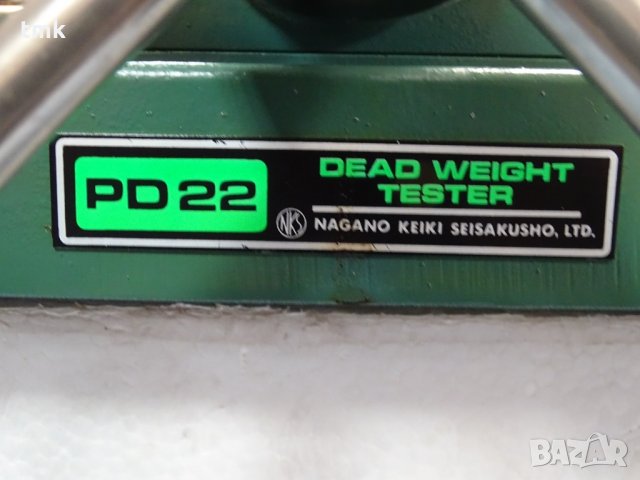 tmk
PD 22
DEAD WEIGHT
TESTER
NKS NAGANO KEIKI SEISAKUSHO, LTD.
BAZAR